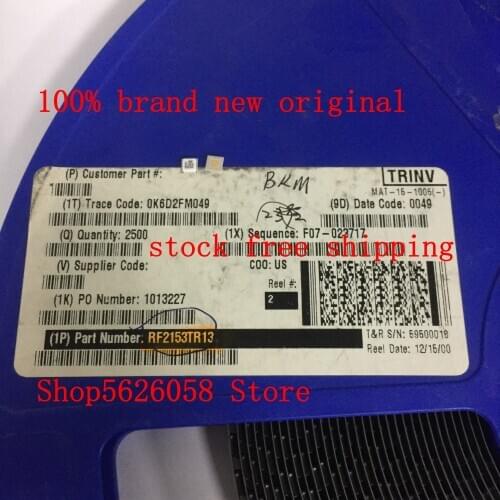 100% brand new original
(P) Customer Part #:
TRINV
MAT-15-1005(-)
BKM
(1T) Trace Code: 0K6D2FM049
(9D) Date Code: 0049
(Q) Quantity: 2500
(1X) Sequence: F07-023717
stock free shipping
(V) Supplier Code:
COO: US
Reel #:
2
(1K) PO Number: 1013227
(1P) Part Number: RF2153TR13
T&R S/N: 59500018
Reel Date: 12/15/00
Shop5626058 Store